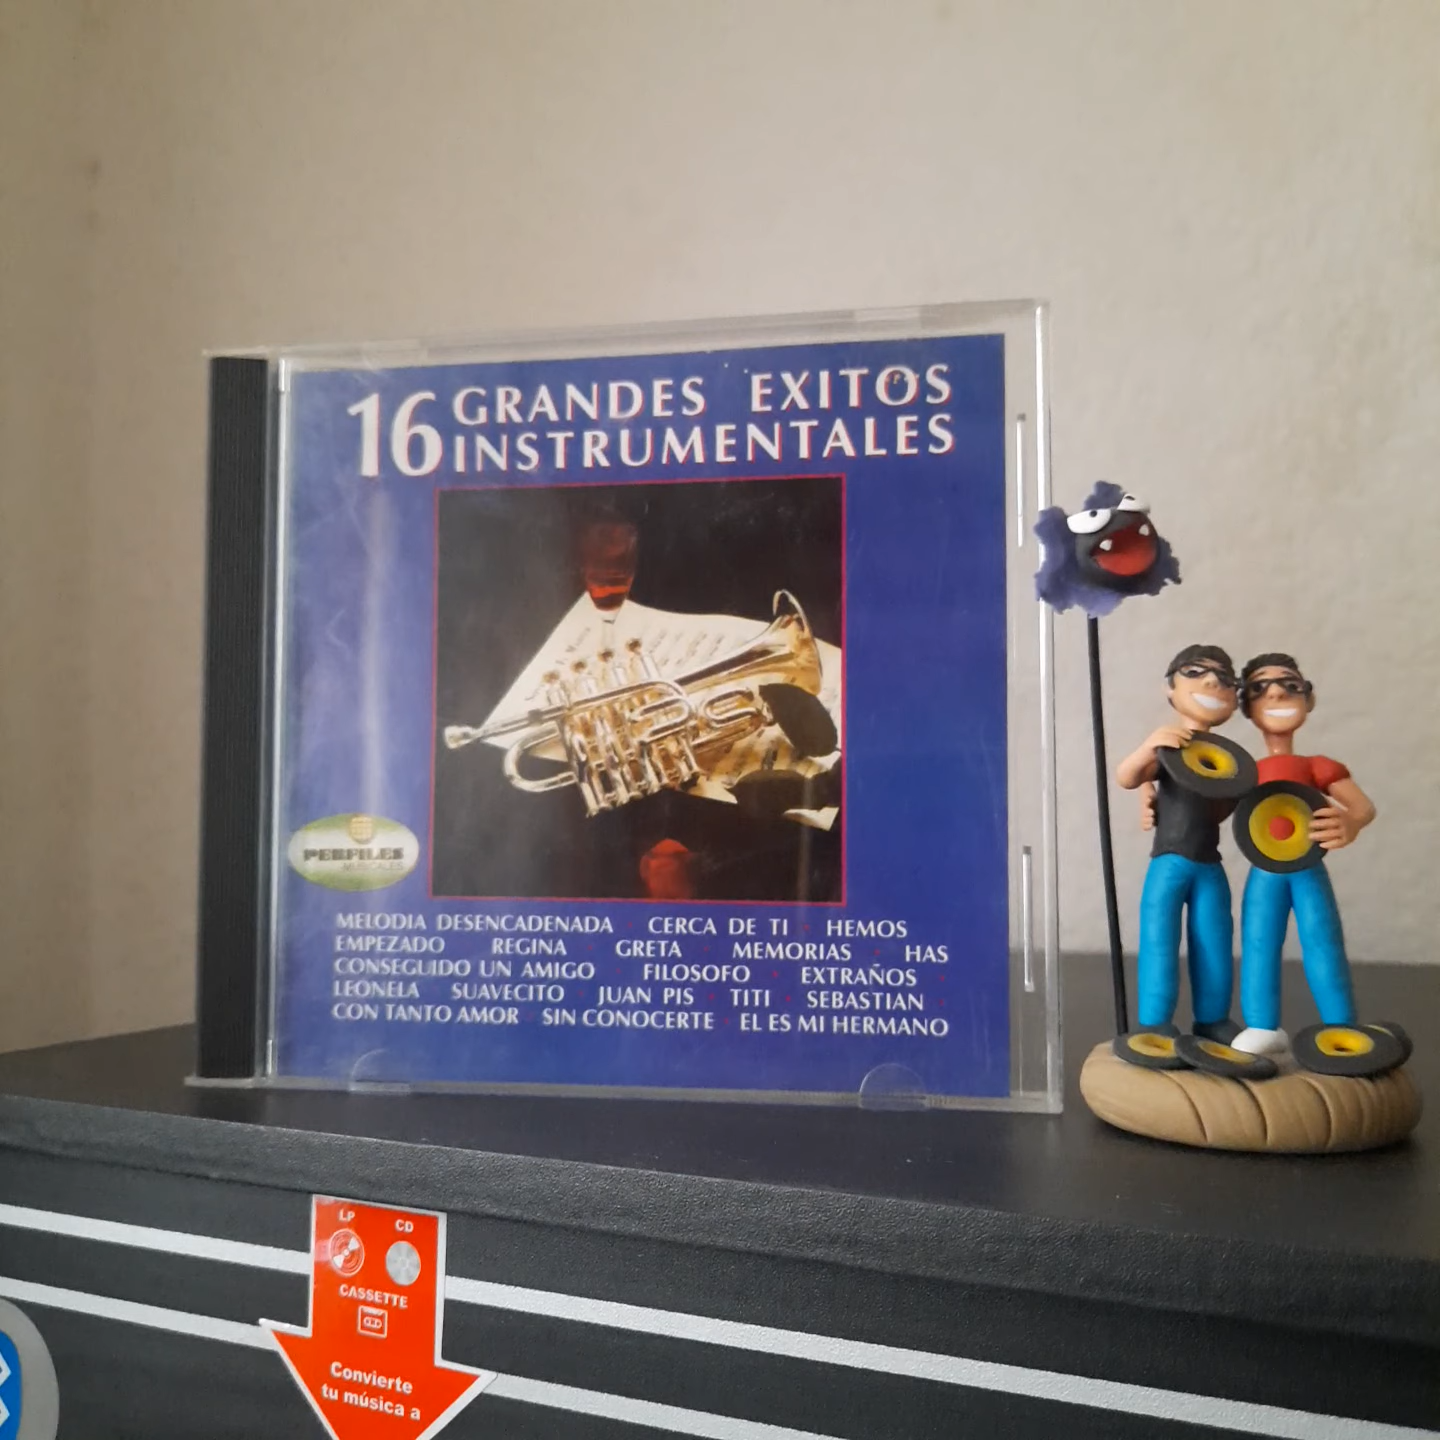 16 GRANDES EXITOS
INSTRUMENTALES
PERFILES
MUSICALES
MELODIA DESENCADENADA · CERCA DE TI · HEMOS
EMPEZADO · REGINA · GRETA · MEMORIAS · HAS
CONSEGUIDO UN AMIGO · FILOSOFO · EXTRAÑOS ·
LEONELA · SUAVECITO · JUAN PIS · TITI · SEBASTIAN ·
CON TANTO AMOR · SIN CONOCERTE · EL ES MI HERMANO
LP CD
CASSETTE
Convierte
tu música a